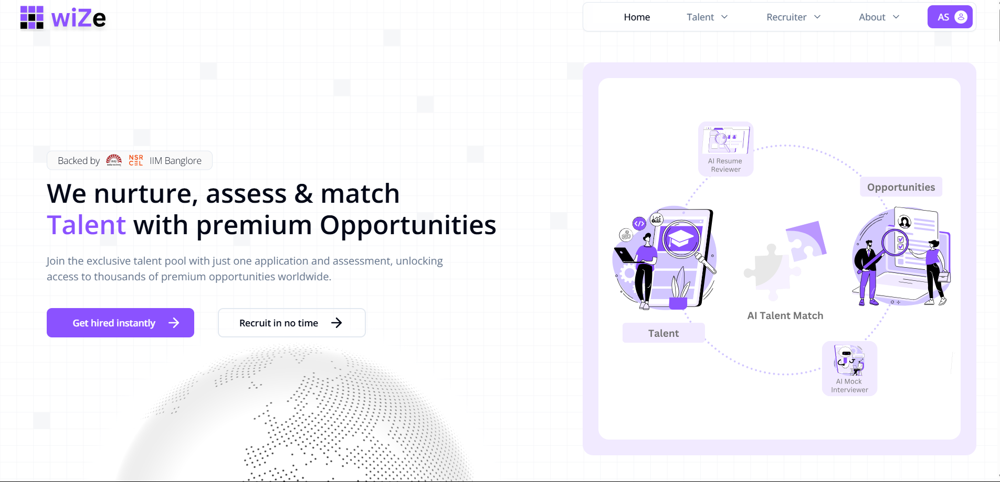 wiZe
Home
Talent
Recruiter
About
AS
Backed by
NSR
CEL
IIM Banglore
We nurture, assess & match
Talent with premium Opportunities
Join the exclusive talent pool with just one application and assessment, unlocking
access to thousands of premium opportunities worldwide.
Get hired instantly
Recruit in no time
AI Resume
Reviewer
Opportunities
</>
AI Talent Match
Talent
AI Mock
Interviewer